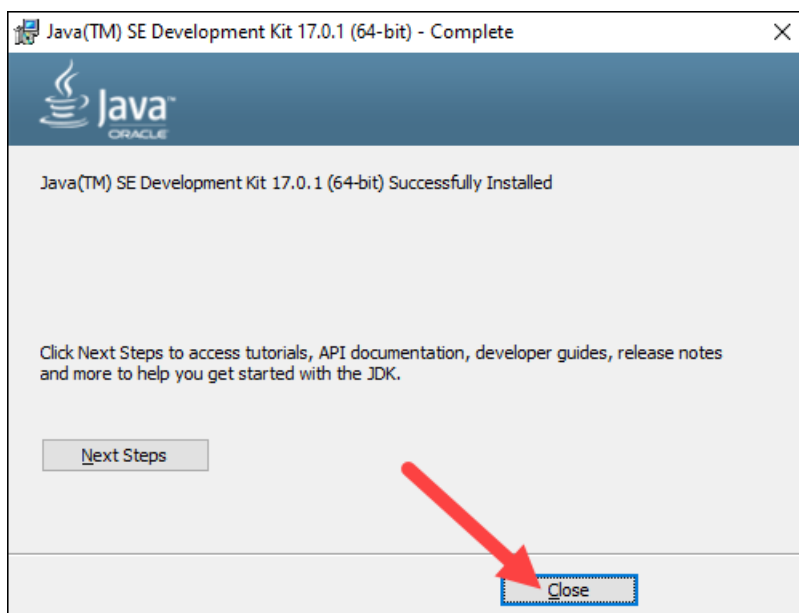 Java(TM) SE Development Kit 17.0.1 (64-bit) - Complete
Java™
ORACLE
Java(TM) SE Development Kit 17.0.1 (64-bit) Successfully Installed
Click Next Steps to access tutorials, API documentation, developer guides, release notes
and more to help you get started with the JDK.
Next Steps
Close